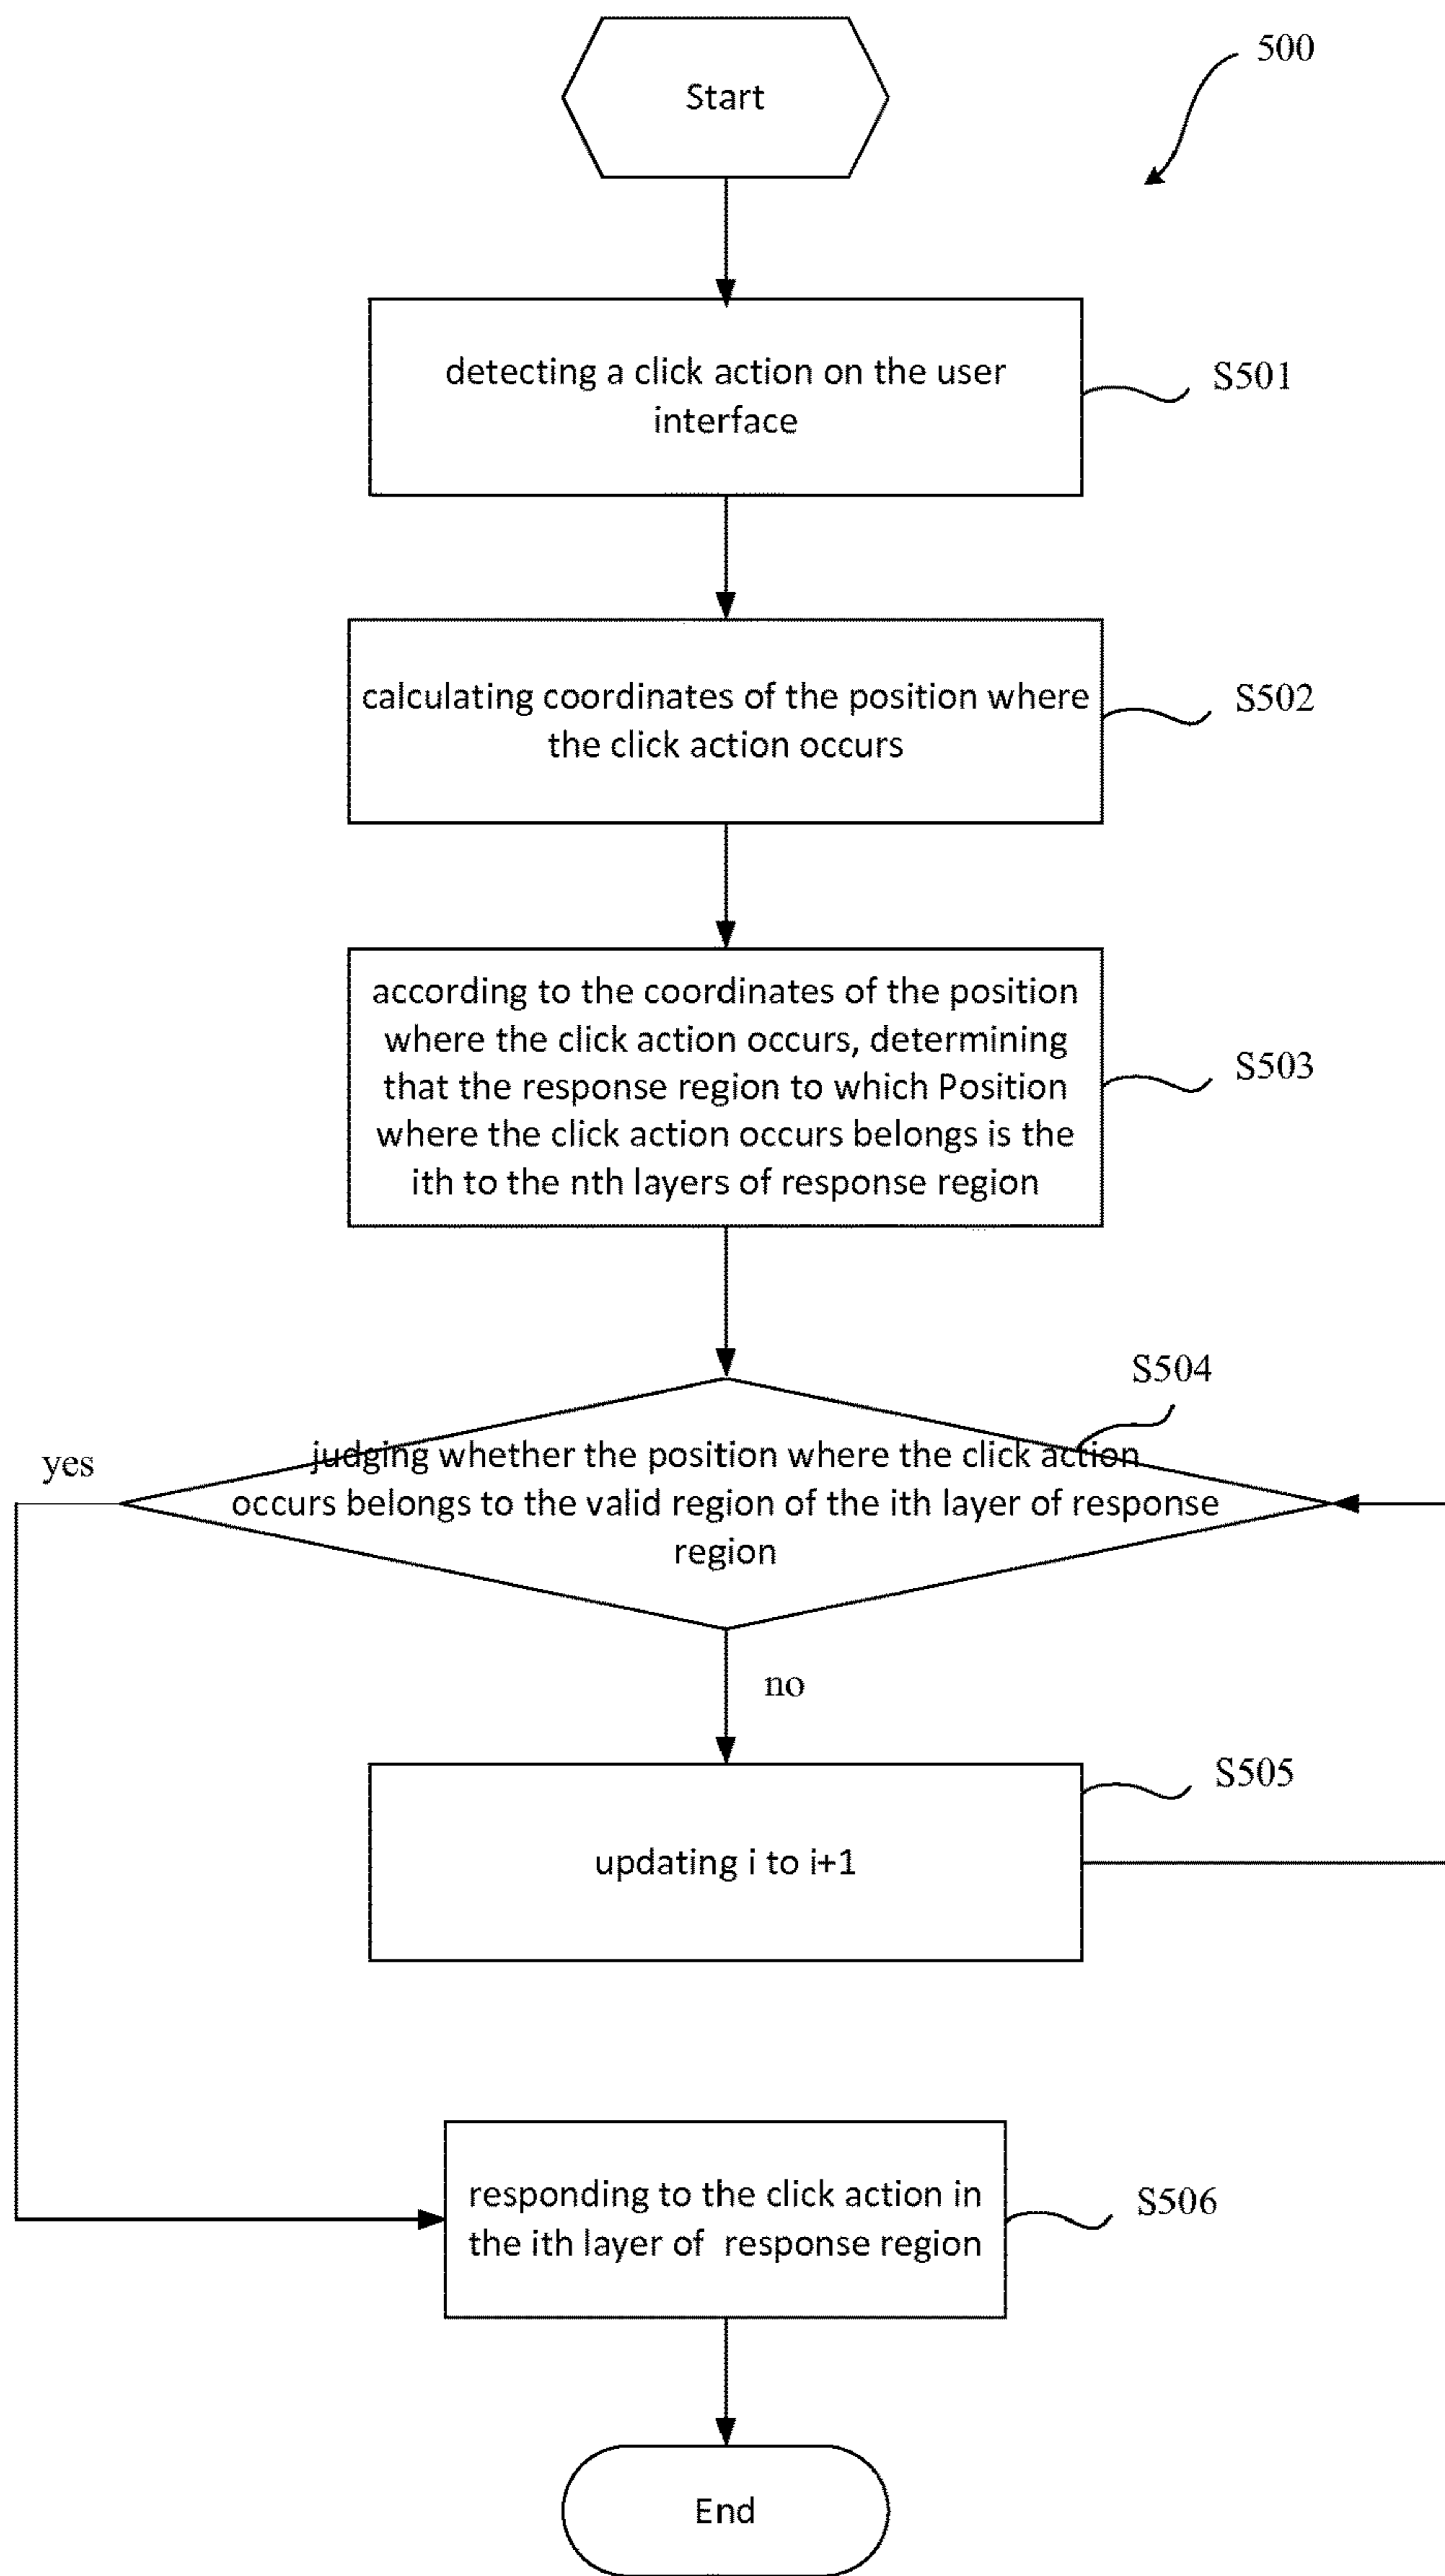 Start
500
detecting a click action on the user
interface
S501
calculating coordinates of the position where
the click action occurs
S502
according to the coordinates of the position
where the click action occurs, determining
that the response region to which Position
where the click action occurs belongs is the
ith to the nth layers of response region
S503
S504
judging whether the position where the click action
occurs belongs to the valid region of the ith layer of response
region
yes
no
S505
updating i to i+1
responding to the click action in
the ith layer of response region
S506
End